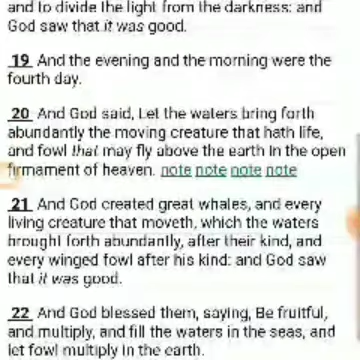 and to divide the light from the darkness: and
God saw that it was good.
19 And the evening and the morning were the
fourth day.
20 And God said, Let the waters bring forth
abundantly the moving creature that hath life,
and fowl that may fly above the earth in the open
firmament of heaven. note note note note
21 And God created great whales, and every
living creature that moveth, which the waters
brought forth abundantly, after their kind, and
every winged fowl after his kind: and God saw
that it was good.
22 And God blessed them, saying, Be fruitful,
and multiply, and fill the waters in the seas, and
let fowl multiply in the earth.